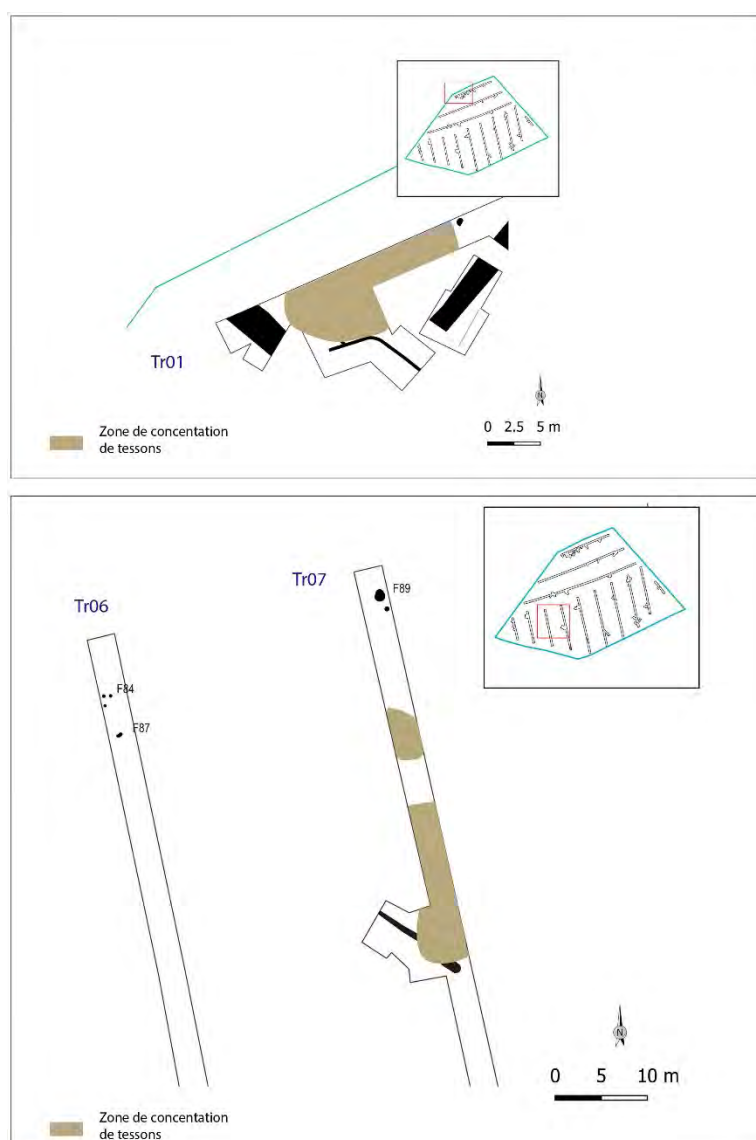 Tr01
N
0 2.5 5 m
Zone de concentation
de tessons
Tr07
F89
Tr06
F84
F87
N
0 5 10 m
Zone de concentation
de tessons